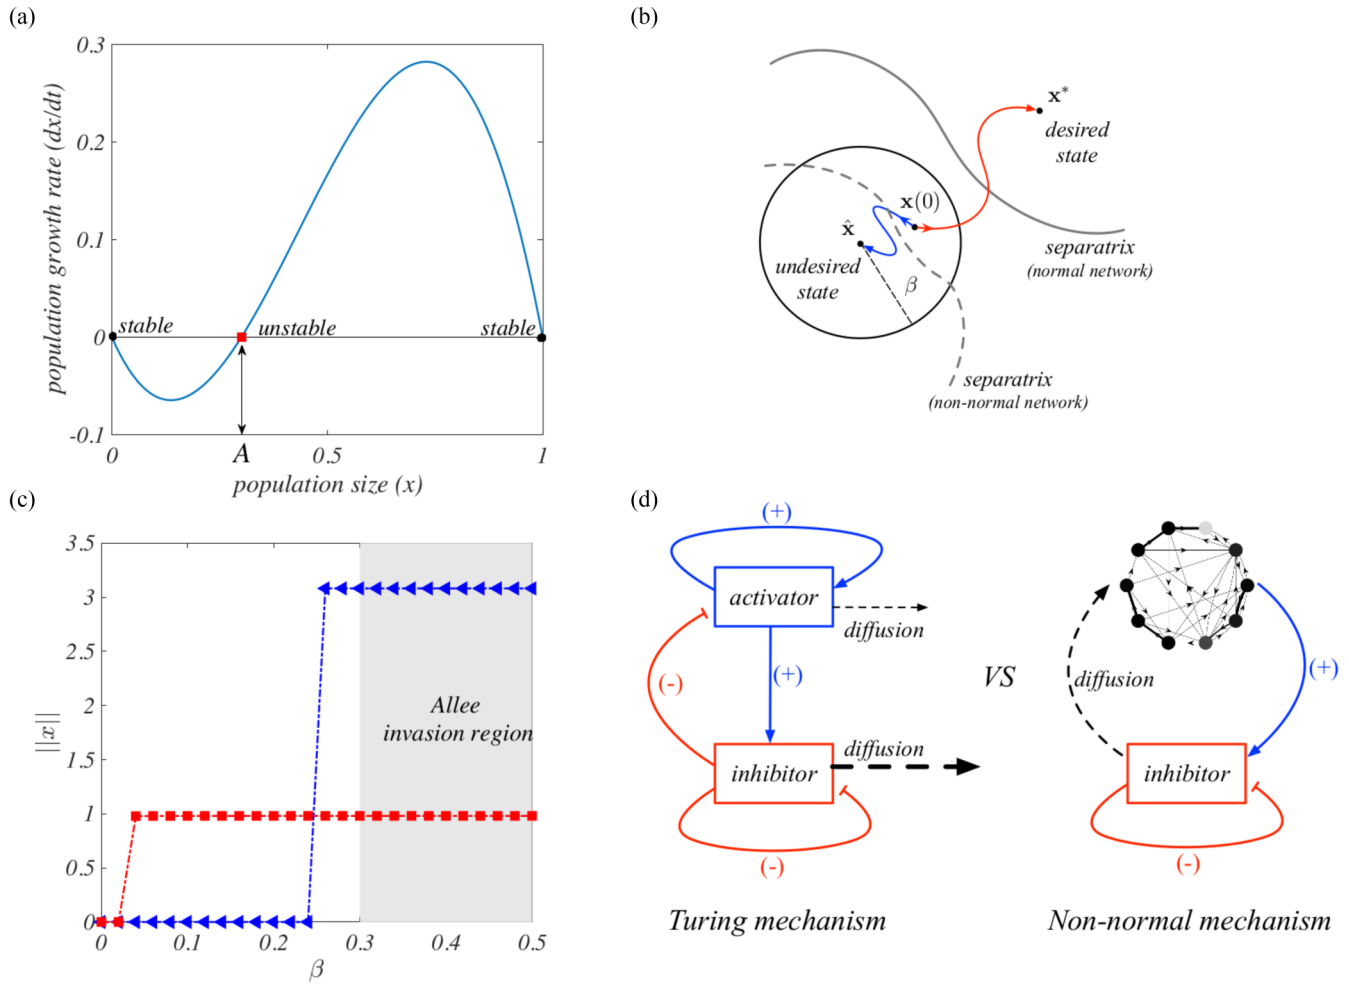 (a)
0.3
0.2
0.1
0
-0.1
population growth rate (dx/dt)
stable
unstable
stable
0
A
0.5
1
population size (x)
(b)
x*
desired
state
x(0)
x̂
undesired
state
β
separatrix
(normal network)
separatrix
(non-normal network)
(c)
3.5
3
2.5
2
1.5
1
0.5
0
||x||
Allee
invasion region
0
0.1
0.2
0.3
0.4
0.5
β
(d)
(+)
activator
diffusion
(-)
(+)
diffusion
inhibitor
(-)
Turing mechanism
VS
diffusion
(+)
inhibitor
(-)
Non-normal mechanism